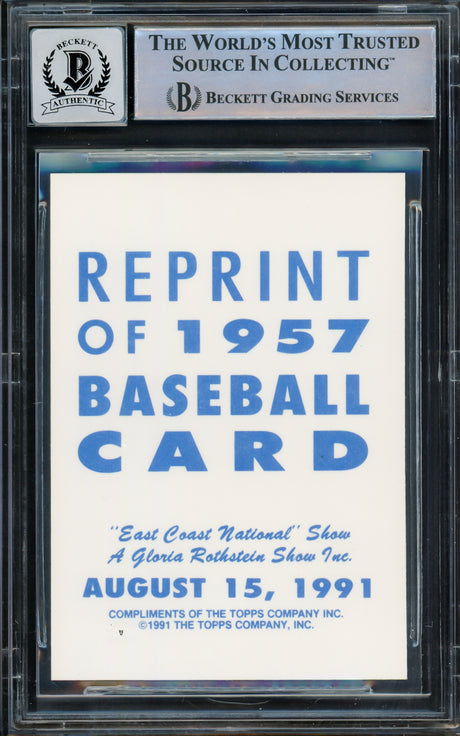 BECKETT
B
AUTHENTIC
THE WORLD'S MOST TRUSTED
SOURCE IN COLLECTING™
B BECKETT GRADING SERVICES
REPRINT
OF 1957
BASEBALL
CARD
"East Coast National" Show
A Gloria Rothstein Show Inc.
AUGUST 15, 1991
COMPLIMENTS OF THE TOPPS COMPANY INC.
©1991 THE TOPPS COMPANY, INC.